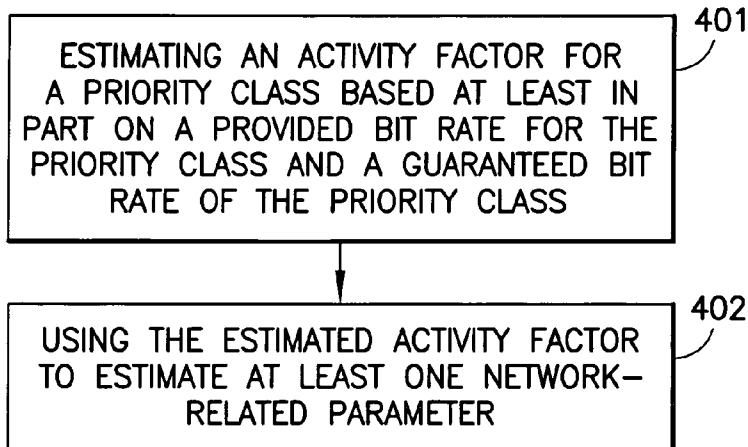 401
ESTIMATING AN ACTIVITY FACTOR FOR
A PRIORITY CLASS BASED AT LEAST IN
PART ON A PROVIDED BIT RATE FOR THE
PRIORITY CLASS AND A GUARANTEED BIT
RATE OF THE PRIORITY CLASS
402
USING THE ESTIMATED ACTIVITY FACTOR
TO ESTIMATE AT LEAST ONE NETWORK–
RELATED PARAMETER